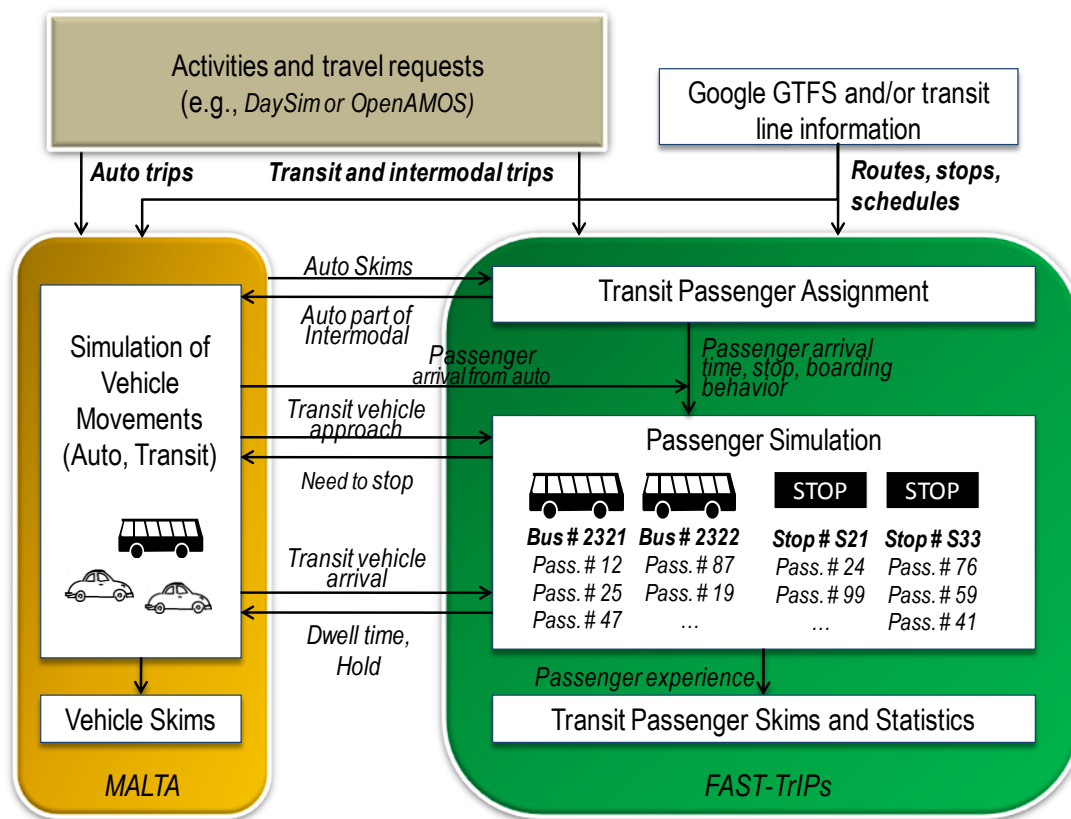 Activities and travel requests
(e.g., DaySim or OpenAMOS)
Google GTFS and/or transit
line information
Auto trips
Transit and intermodal trips
Routes, stops,
schedules
Auto Skims
Transit Passenger Assignment
Auto part of
Intermodal
Simulation of
Vehicle
Movements
(Auto, Transit)
Passenger
arrival from auto
Passenger arrival
time, stop, boarding
behavior
Transit vehicle
approach
Need to stop
Passenger Simulation
STOP
STOP
Bus # 2321
Bus # 2322
Stop # S21
Stop # S33
Pass. # 12
Pass. # 87
Pass. # 24
Pass. # 76
Pass. # 25
Pass. # 19
Pass. # 99
Pass. # 59
Pass. # 47
...
...
Pass. # 41
Transit vehicle
arrival
Dwell time,
Hold
Passenger experience
Vehicle Skims
Transit Passenger Skims and Statistics
MALTA
FAST-TrIPs